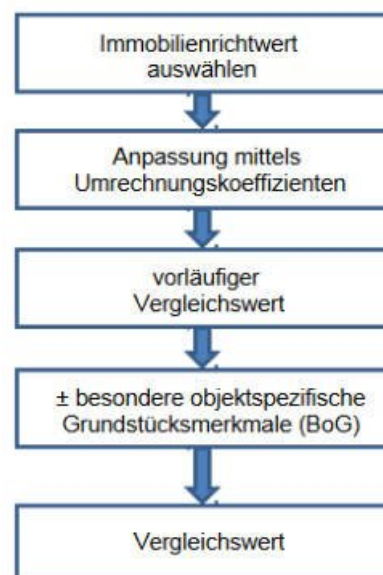 Immobilienrichtwert
auswählen
Anpassung mittels
Umrechnungskoeffizienten
vorläufiger
Vergleichswert
± besondere objektspezifische
Grundstücksmerkmale (BoG)
Vergleichswert